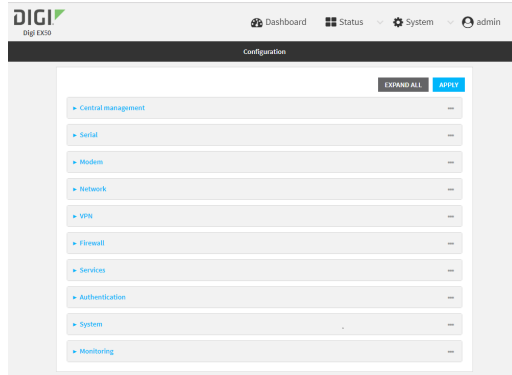 DIGI.
Digi EX50
Dashboard Status System admin
Configuration
EXPAND ALL APPLY
Central management
Serial
Modem
Network
VPN
Firewall
Services
Authentication
System
Monitoring